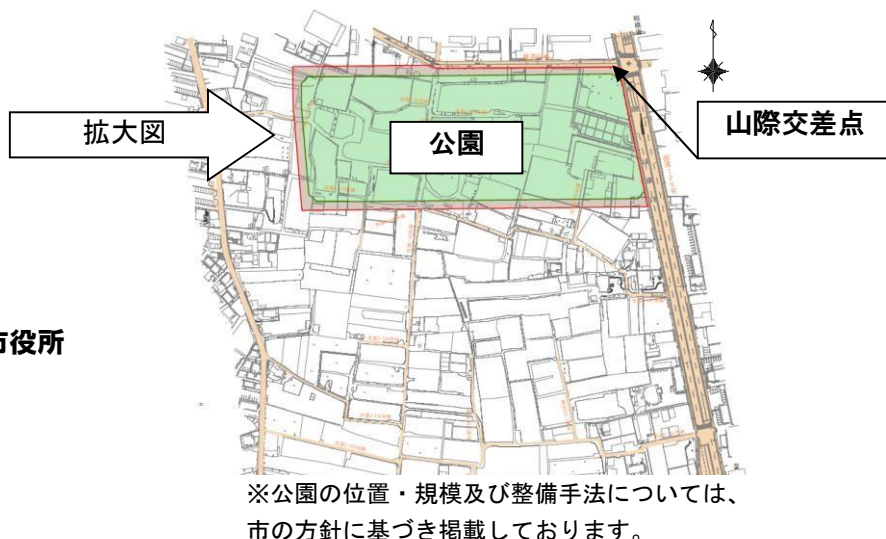 拡大図
公園
山際交差点
市役所
※公園の位置・規模及び整備手法については、
市の方針に基づき掲載しております。